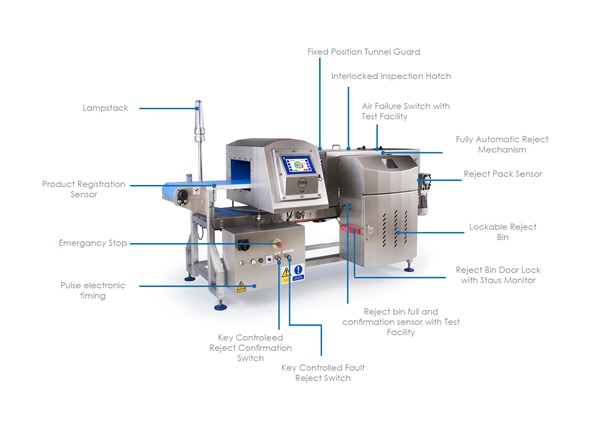 Fixed Position Tunnel Guard
Interlocked Inspection Hatch
Lampstack
Air Failure Switch with
Test Facility
Fully Automatic Reject
Mechanism
Reject Pack Sensor
Product Registration
Sensor
Lockable Reject
Bin
Emergancy Stop
Reject Bin Door Lock
with Staus Monitor
Pulse electronic
timing
Reject bin full and
confirmation sensor with Test
Facility
Key Controleed
Reject Confirmation
Switch
Key Controlled Fault
Reject Switch